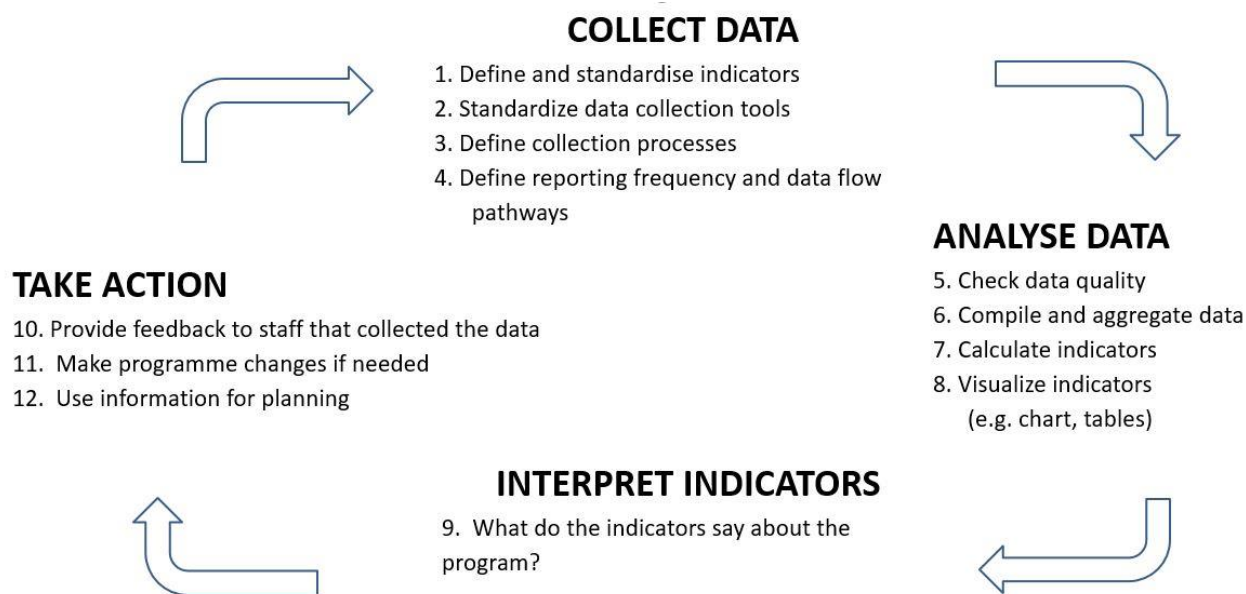 COLLECT DATA
1. Define and standardise indicators
2. Standardize data collection tools
3. Define collection processes
4. Define reporting frequency and data flow
pathways
ANALYSE DATA
5. Check data quality
6. Compile and aggregate data
7. Calculate indicators
8. Visualize indicators
(e.g. chart, tables)
INTERPRET INDICATORS
9. What do the indicators say about the
program?
TAKE ACTION
10. Provide feedback to staff that collected the data
11. Make programme changes if needed
12. Use information for planning